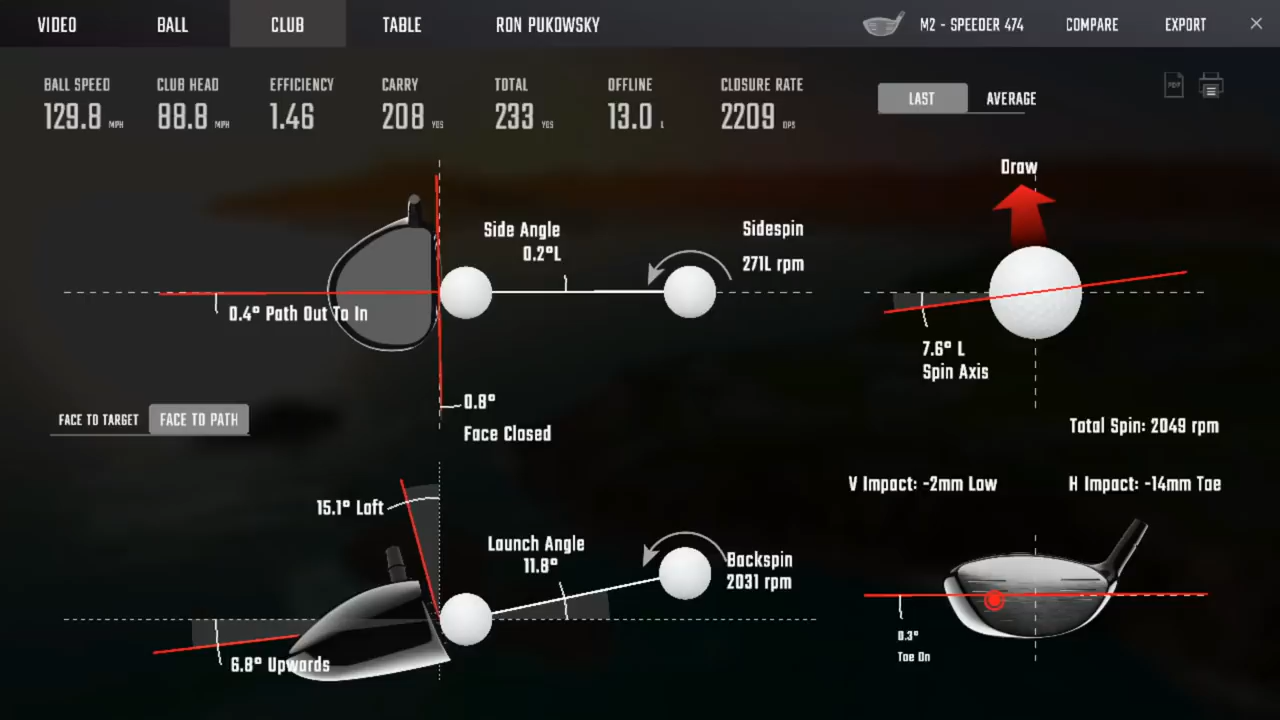 VIDEO
BALL
CLUB
TABLE
RON PUKOWSKY
M2 - SPEEDER 474
COMPARE
EXPORT
BALL SPEED
129.8 MPH
CLUB HEAD
88.8 MPH
EFFICIENCY
1.46
CARRY
208 YDS
TOTAL
233 YDS
OFFLINE
13.0 L
CLOSURE RATE
2209 DPS
LAST
AVERAGE
PDF
Draw
Side Angle
0.2°L
Sidespin
271L rpm
0.4° Path Out To In
7.6° L
Spin Axis
0.8°
Face Closed
FACE TO TARGET
FACE TO PATH
Total Spin: 2049 rpm
V Impact: -2mm Low
H Impact: -14mm Toe
15.1° Loft
Launch Angle
11.8°
Backspin
2031 rpm
6.8° Upwards
0.3°
Toe Dn